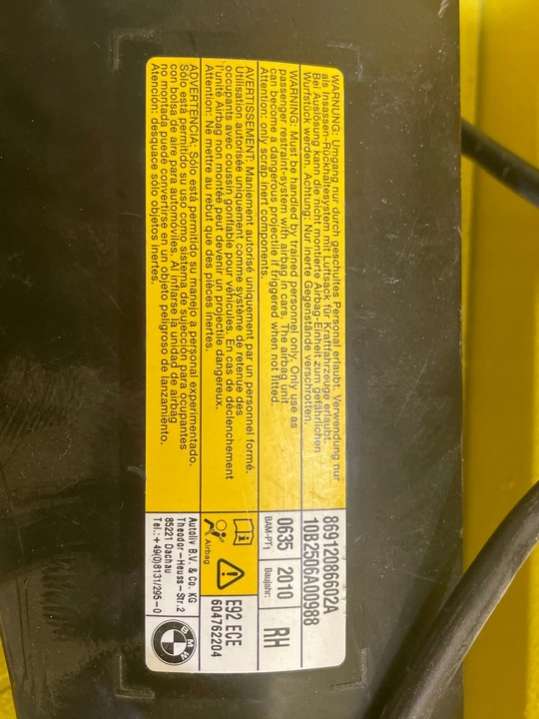 WARNUNG: Umgang nur durch geschultes Personal erlaubt. Verwendung nur
als Insassen-Rückhaltesystem mit Luftsack für Kraftfahrzeuge erlaubt.
Bei Auslösung kann die nicht montierte Airbag-Einheit zum gefährlichen
Wurfstück werden. Achtung: Nur inerte Gegenstände verschrotten.
WARNING: Must be handled by trained personnel only. Only use as
passenger restraint-system with airbag in cars. The airbag unit
can become a dangerous projectile if triggered when not fitted.
Attention: only scrap inert components.
AVERTISSEMENT: Maniement autorisé uniquement par un personnel formé.
Utilisation autorisée uniquement comme système de retenue des
occupants avec coussin gonflable pour véhicules. En cas de déclenchement
l'unité Airbag non montée peut devenir un projectile dangereux.
Attention: Ne mettre au rebut que des pièces inertes.
ADVERTENCIA: Sólo está permitido su manejo a personal experimentado.
Sólo está permitido su uso como sistema de sujección para ocupantes
con bolsa de aire para automóviles. Al inflarse la unidad de airbag
no montada puede convertirse en un objeto peligroso de lanzamiento.
Atención: desguace sólo objetos inertes.
86912086602A
10B2506A00988
0635
BAM-PT1
2010
Baujahr:
RH
Airbag
E92 ECE
604762204
Autoliv B.V. & Co. KG
Theodor-Heuss-Str.2
85221 Dachau
Tel.: +49(0)8131/295-0
BMW